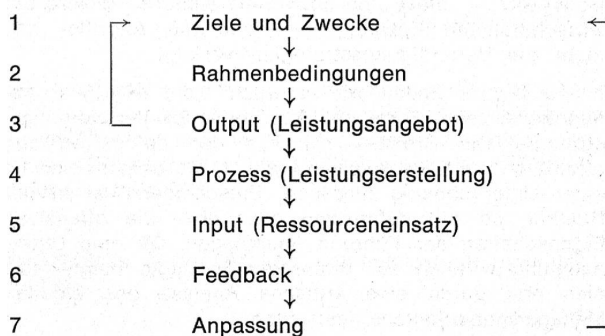 1 Ziele und Zwecke
2 Rahmenbedingungen
3 Output (Leistungsangebot)
4 Prozess (Leistungserstellung)
5 Input (Ressourceneinsatz)
6 Feedback
7 Anpassung